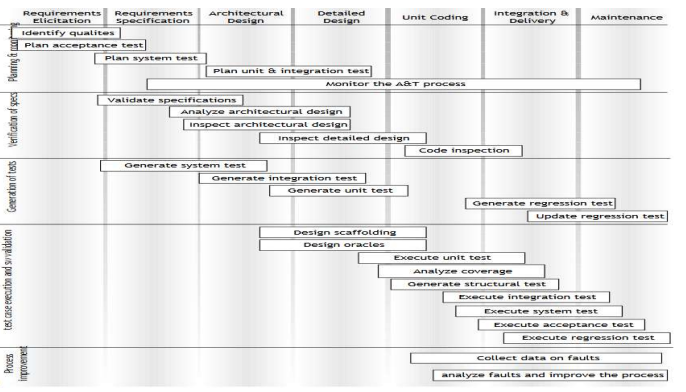 Requirements Elicitation
Requirements Specification
Architectural Design
Detailed Design
Unit Coding
Integration & Delivery
Maintenance
Identify qualites
Plan acceptance test
Plan system test
Plan unit & integration test
Monitor the A&T process
Planning &
Verification of specs
Validate specifications
Analyze architectural design
Inspect architectural design
Inspect detailed design
Code inspection
Generation of tests
Generate system test
Generate integration test
Generate unit test
Generate regression test
Update regression test
test case execution and sw validation
Design scaffolding
Design oracles
Execute unit test
Analyze coverage
Generate structural test
Execute integration test
Execute system test
Execute acceptance test
Execute regression test
Process Improvement
Collect data on faults
analyze faults and improve the process